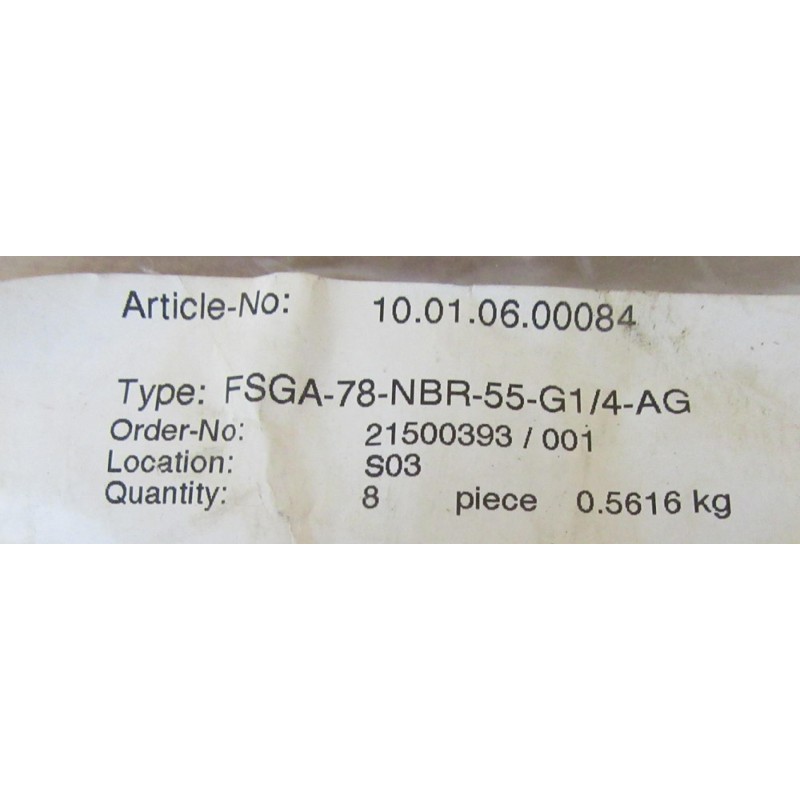 Article-No: 10.01.06.00084
Type: FSGA-78-NBR-55-G1/4-AG
Order-No: 21500393 / 001
Location: S03
Quantity: 8 piece 0.5616 kg